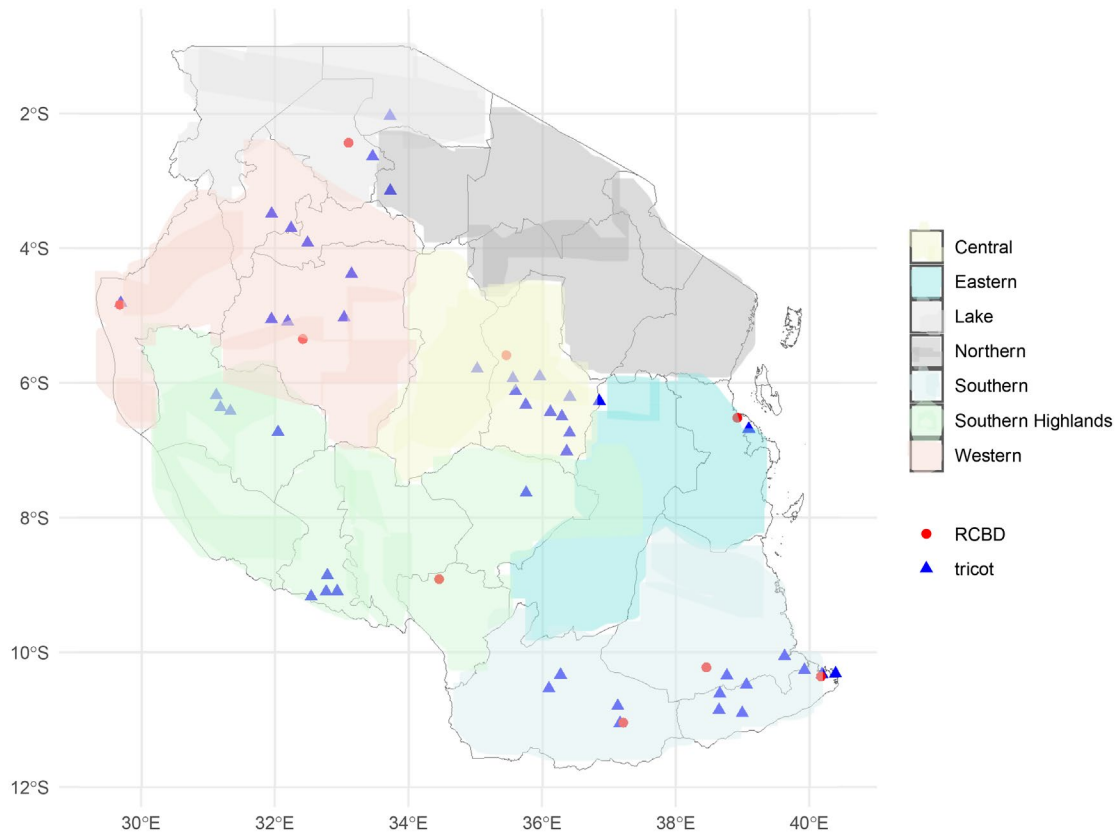 2°S
4°S
6°S
8°S
10°S
12°S
30°E
32°E
34°E
36°E
38°E
40°E
Central
Eastern
Lake
Northern
Southern
Southern Highlands
Western
RCBD
tricot